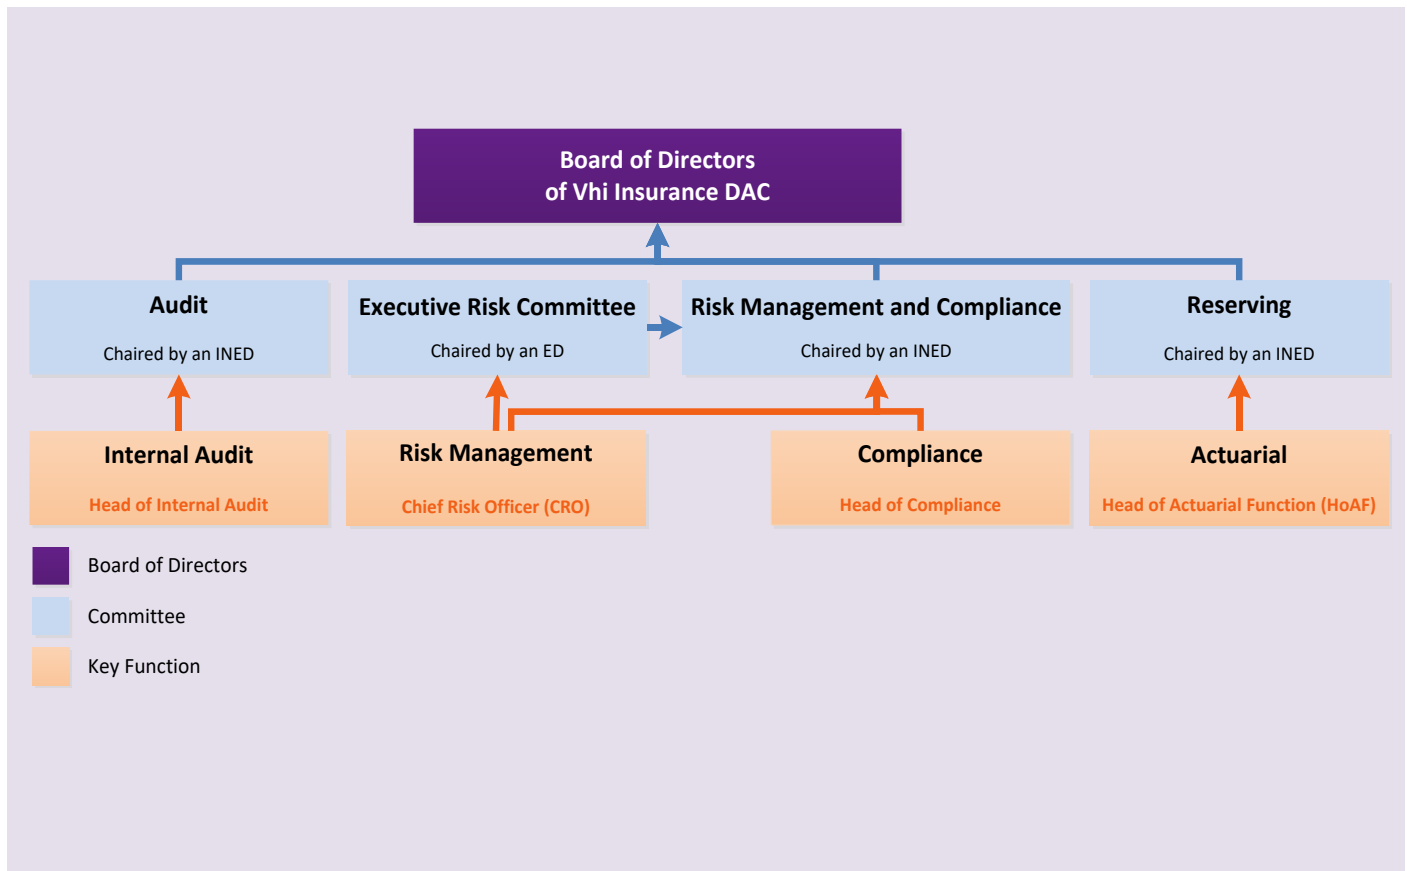 Board of Directors
of Vhi Insurance DAC
Audit
Chaired by an INED
Executive Risk Committee
Chaired by an ED
Risk Management and Compliance
Chaired by an INED
Reserving
Chaired by an INED
Internal Audit
Head of Internal Audit
Risk Management
Chief Risk Officer (CRO)
Compliance
Head of Compliance
Actuarial
Head of Actuarial Function (HoAF)
Board of Directors
Committee
Key Function